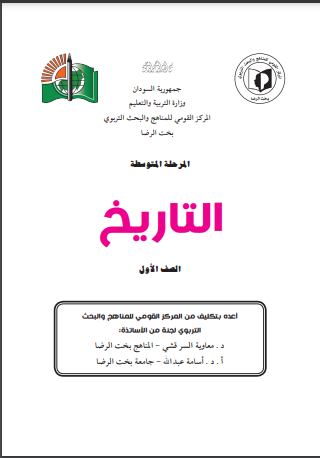 جمهورية السودان
وزارة التربية والتعليم
المركز القومي للمناهج والبحث التربوي
بخت الرضا
المرحلة المتوسطة
التاريخ
الصف الأول
أعده بتكليف من المركز القومي للمناهج والبحث
التربوي لجنة من الأساتذة:
د . معاوية السر قشي - المناهج بخت الرضا
أ . د . أسامة عبدالله - جامعة بخت الرضا